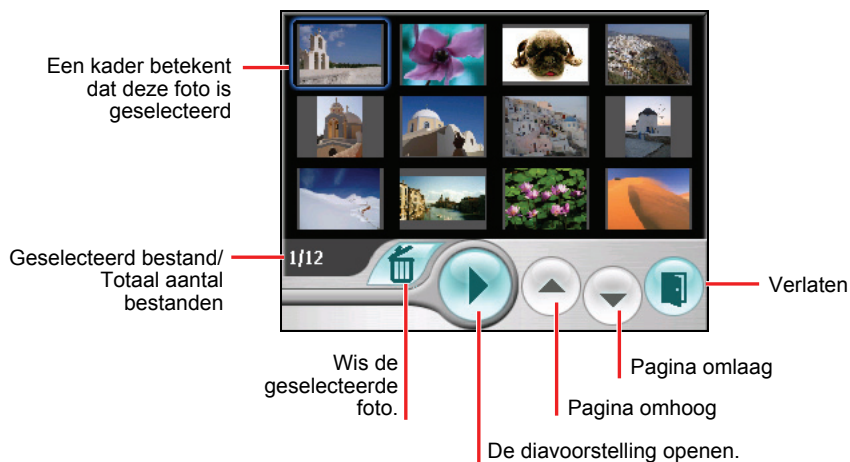 Een kader betekent
dat deze foto is
geselecteerd
Geselecteerd bestand/
Totaal aantal
bestanden
1/12
Verlaten
Wis de
geselecteerde
foto.
Pagina omlaag
Pagina omhoog
De diavoorstelling openen.